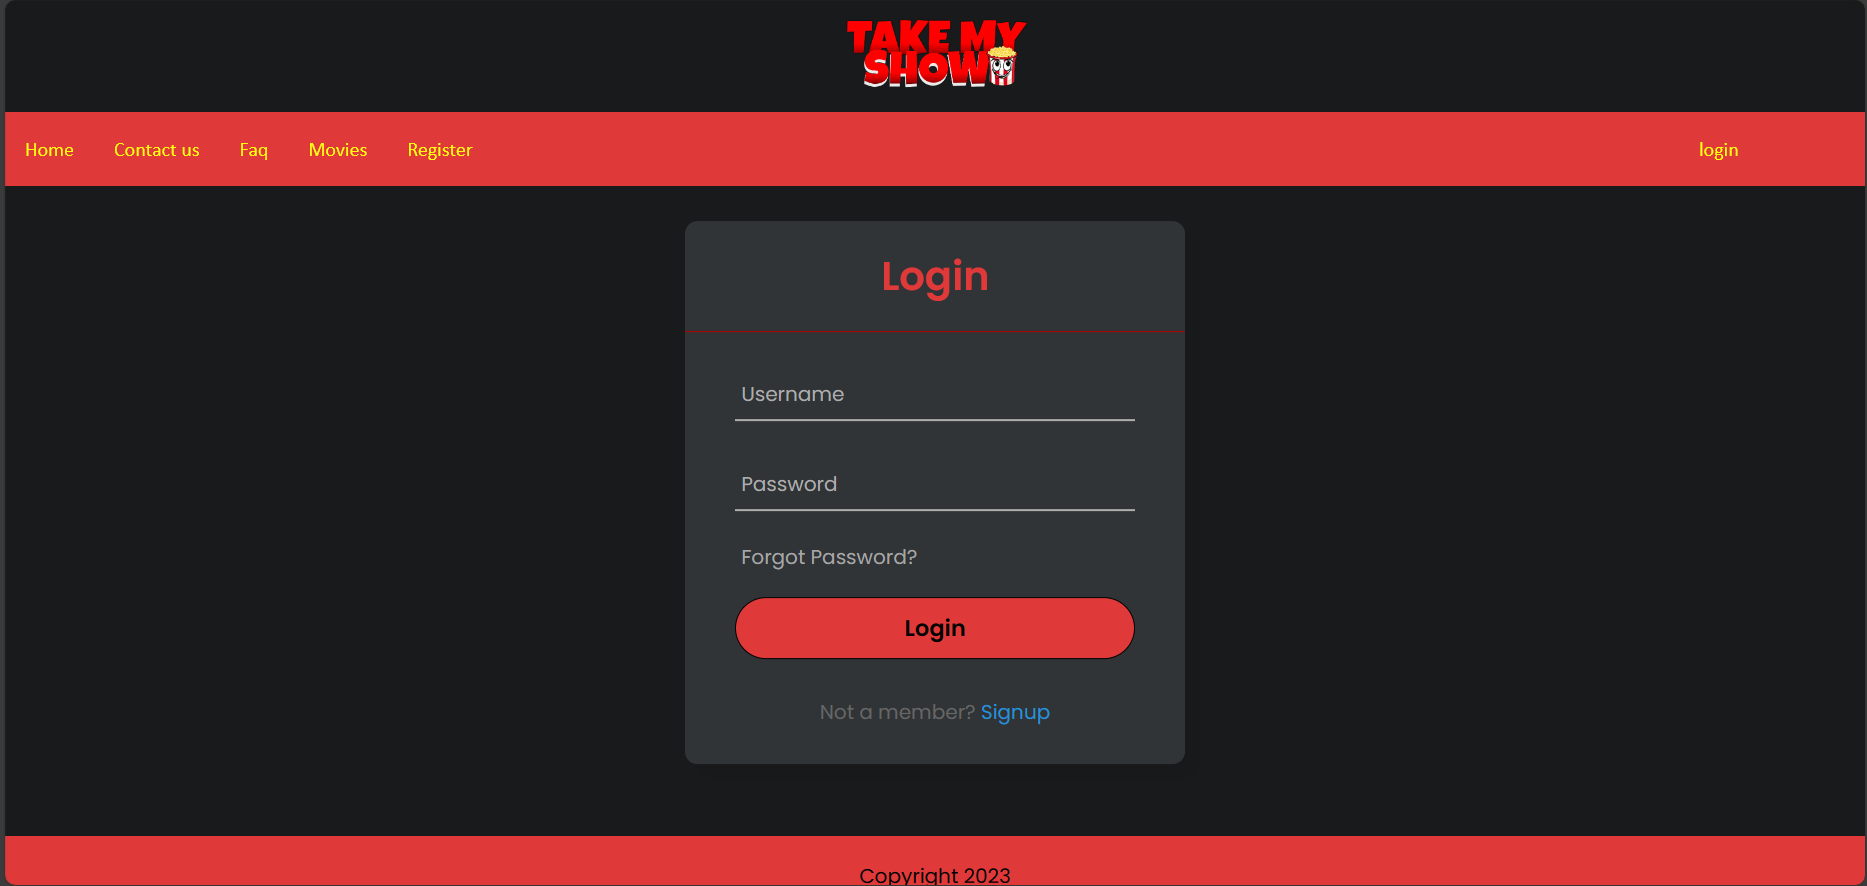 TAKE MY
SHOW
Home Contact us Faq Movies Register login
Login
Username
Password
Forgot Password?
Login
Not a member? Signup
Copyright 2023